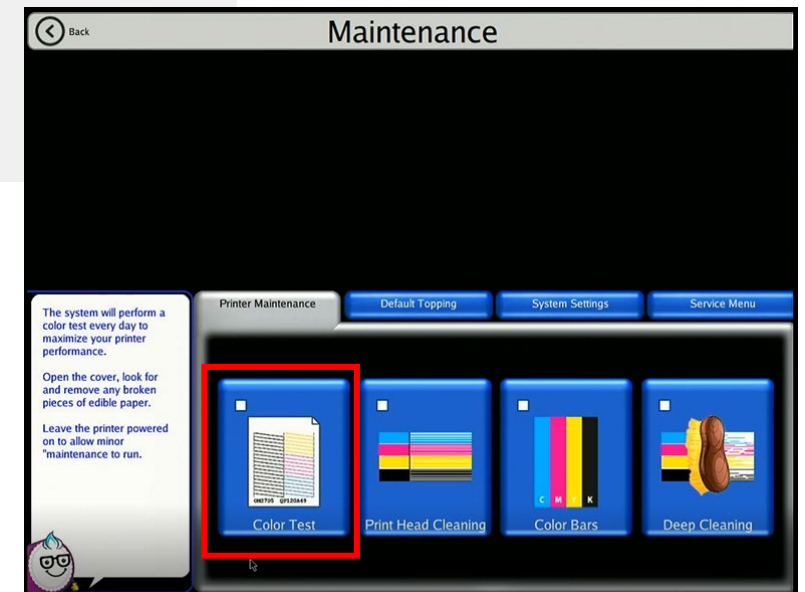 Back
Maintenance
The system will perform a
color test every day to
maximize your printer
performance.
Open the cover, look for
and remove any broken
pieces of edible paper.
Leave the printer powered
on to allow minor
"maintenance to run.
Printer Maintenance
Default Topping
System Settings
Service Menu
Color Test
Print Head Cleaning
C M Y K
Color Bars
Deep Cleaning